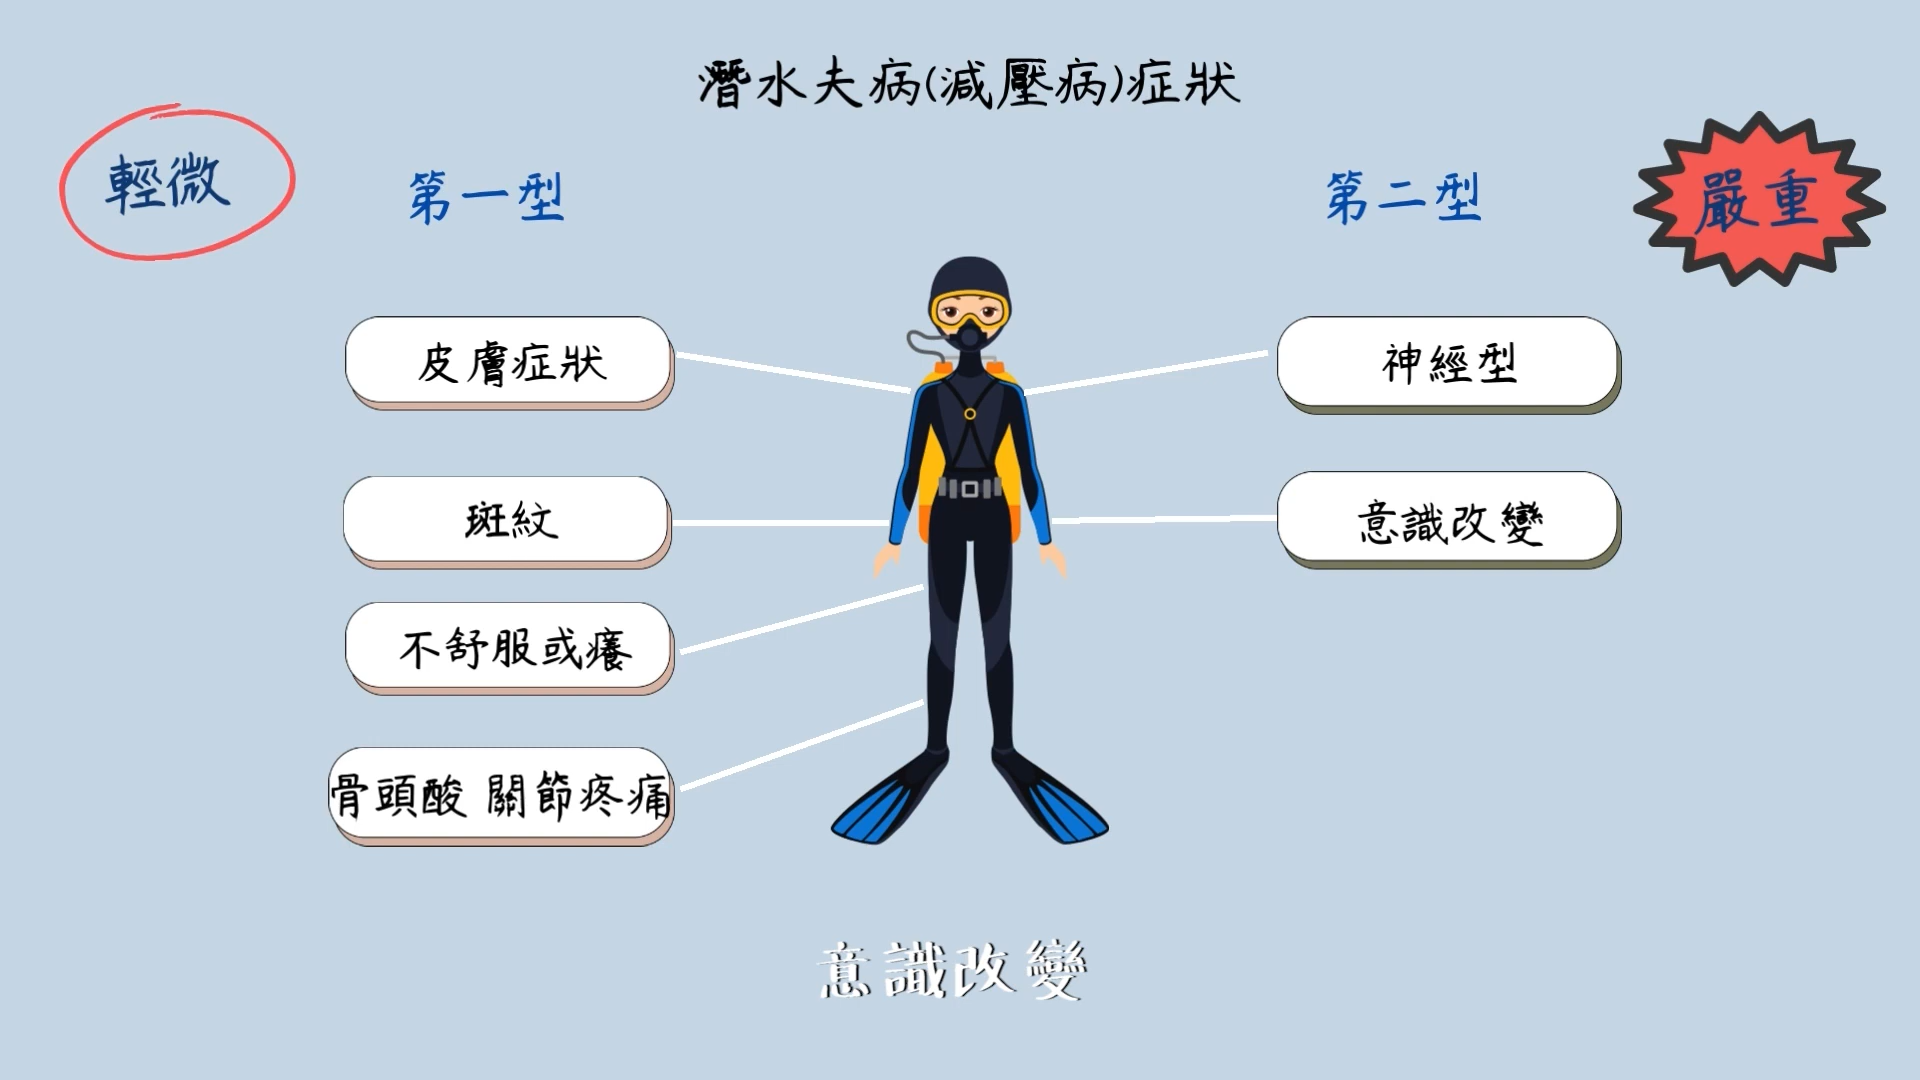 潛水夫病(減壓病)症狀
輕微
第一型
第二型
嚴重
皮膚症狀
神經型
斑紋
意識改變
不舒服或癢
骨頭酸 關節疼痛
意識改變